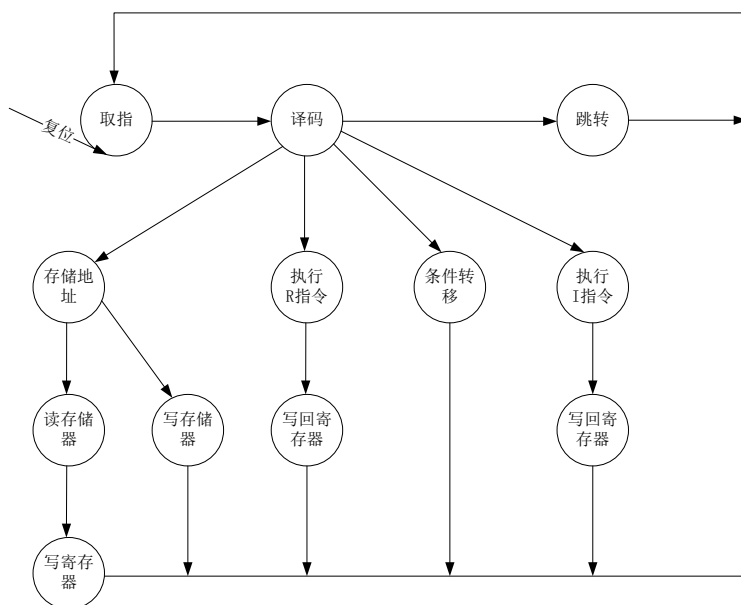 取指
译码
跳转
复位
存储地
址
执行
R指令
条件转
移
执行
I指令
读存储
器
写存储
器
写回寄
存器
写回寄
存器
写寄存
器